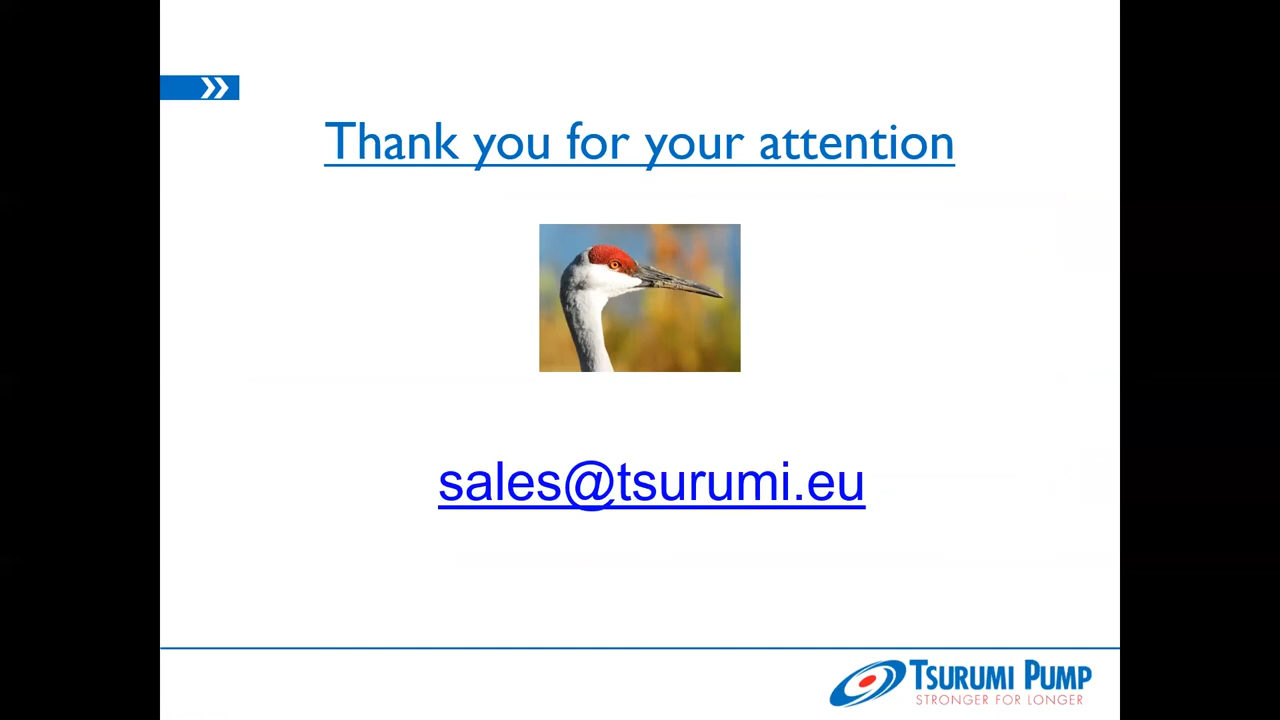 Thank you for your attention
sales@tsurumi.eu
TSURUMI PUMP
STRONGER FOR LONGER